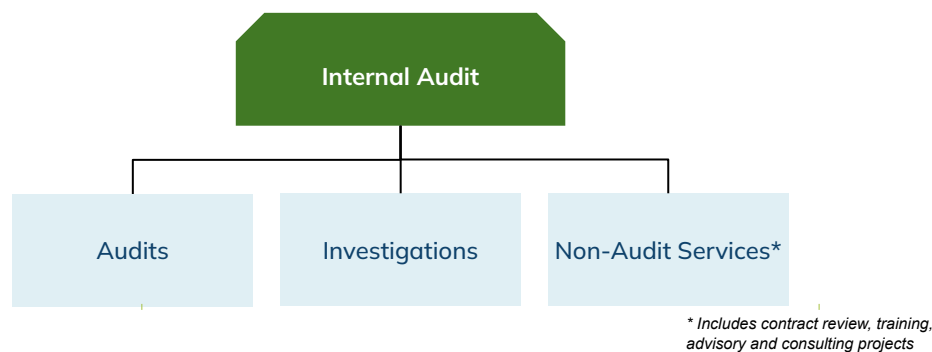 Internal Audit
Audits
Investigations
Non-Audit Services*
* Includes contract review, training,
advisory and consulting projects